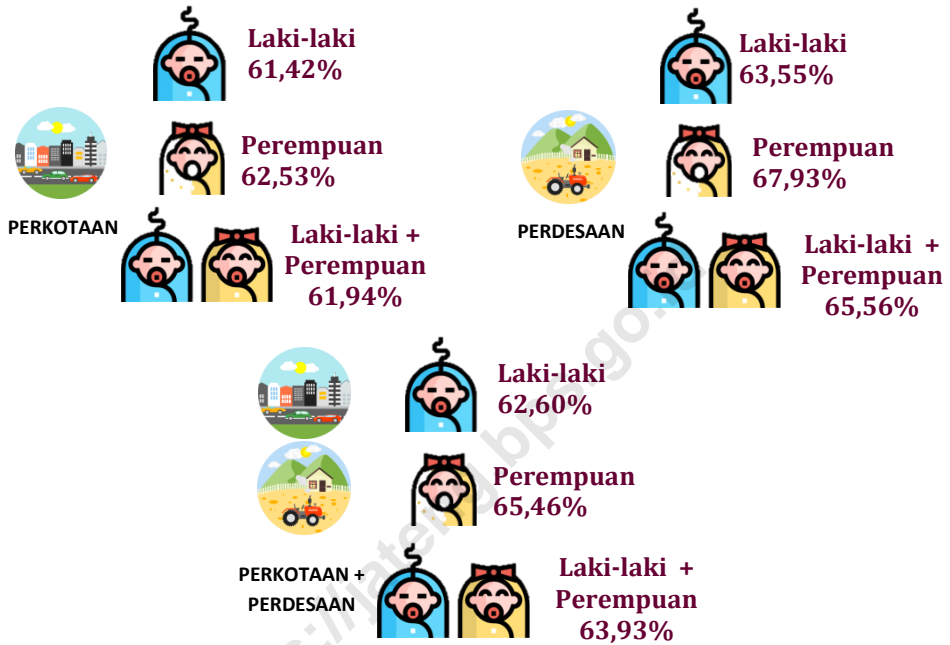 Laki-laki
61,42%
Perempuan
62,53%
PERKOTAAN
Laki-laki +
Perempuan
61,94%
Laki-laki
63,55%
Perempuan
67,93%
PERDESAAN
Laki-laki +
Perempuan
65,56%
Laki-laki
62,60%
Perempuan
65,46%
PERKOTAAN +
PERDESAAN
Laki-laki +
Perempuan
63,93%